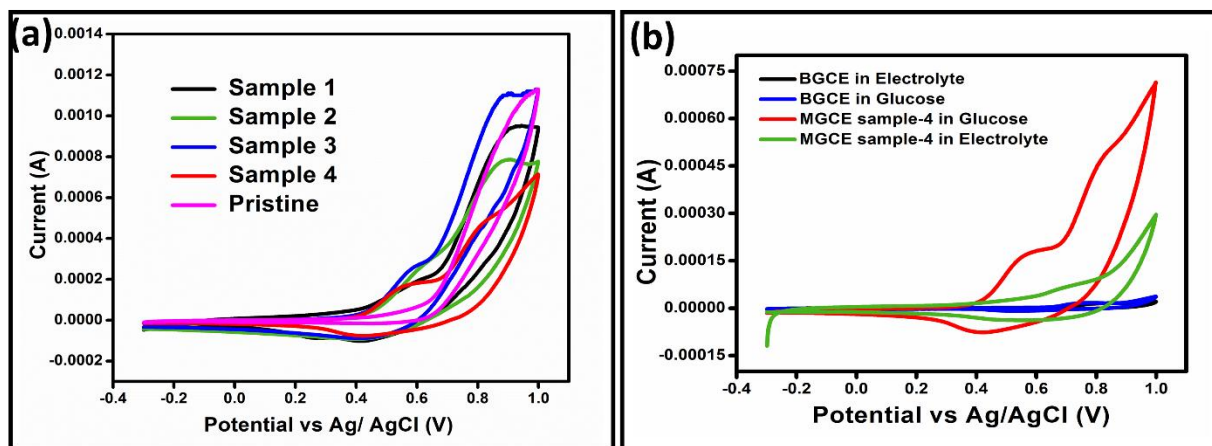 (a)
0.0014
0.0012
0.0010
0.0008
0.0006
0.0004
0.0002
0.0000
-0.0002
Current (A)
Sample 1
Sample 2
Sample 3
Sample 4
Pristine
-0.4 -0.2 0.0 0.2 0.4 0.6 0.8 1.0
Potential vs Ag/ AgCl (V)
(b)
0.00075
0.00060
0.00045
0.00030
0.00015
0.00000
-0.00015
Current (A)
BGCE in Electrolyte
BGCE in Glucose
MGCE sample-4 in Glucose
MGCE sample-4 in Electrolyte
-0.4 -0.2 0.0 0.2 0.4 0.6 0.8 1.0
Potential vs Ag/AgCl (V)